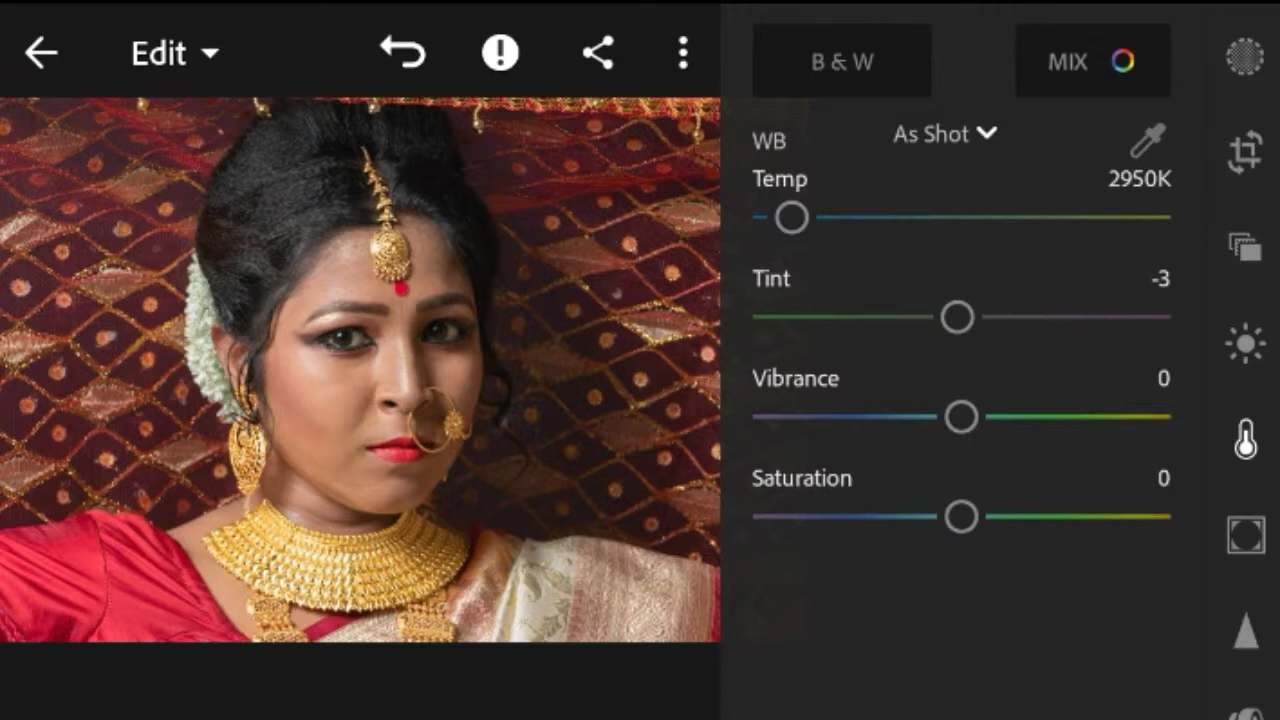 Edit
B & W
MIX
WB
As Shot
Temp
2950K
Tint
-3
Vibrance
0
Saturation
0